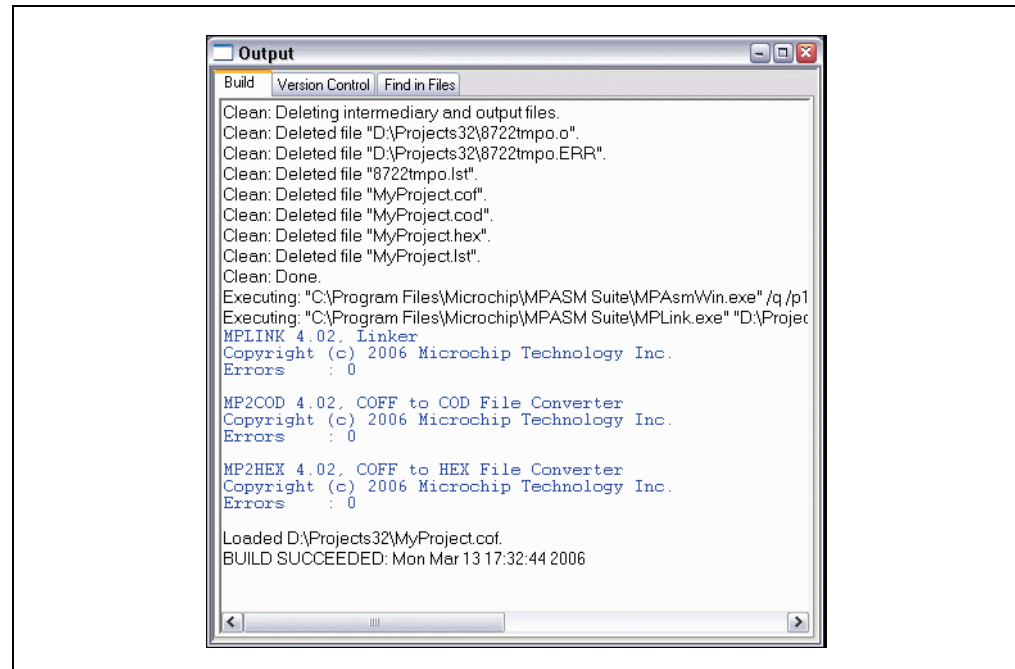 Output
Build Version Control Find in Files
Clean: Deleting intermediary and output files.
Clean: Deleted file "D:\Projects32\8722tmpo.o".
Clean: Deleted file "D:\Projects32\8722tmpo.ERR".
Clean: Deleted file "8722tmpo.lst".
Clean: Deleted file "MyProject.cof".
Clean: Deleted file "MyProject.cod".
Clean: Deleted file "MyProject.hex".
Clean: Deleted file "MyProject.lst".
Clean: Done.
Executing: "C:\Program Files\Microchip\MPASM Suite\MPAsmWin.exe" /q /p1
Executing: "C:\Program Files\Microchip\MPASM Suite\MPLink.exe" "D:\Projec
MPLINK 4.02, Linker
Copyright (c) 2006 Microchip Technology Inc.
Errors    : 0
MP2COD 4.02, COFF to COD File Converter
Copyright (c) 2006 Microchip Technology Inc.
Errors    : 0
MP2HEX 4.02, COFF to HEX File Converter
Copyright (c) 2006 Microchip Technology Inc.
Errors    : 0
Loaded D:\Projects32\MyProject.cof.
BUILD SUCCEEDED: Mon Mar 13 17:32:44 2006